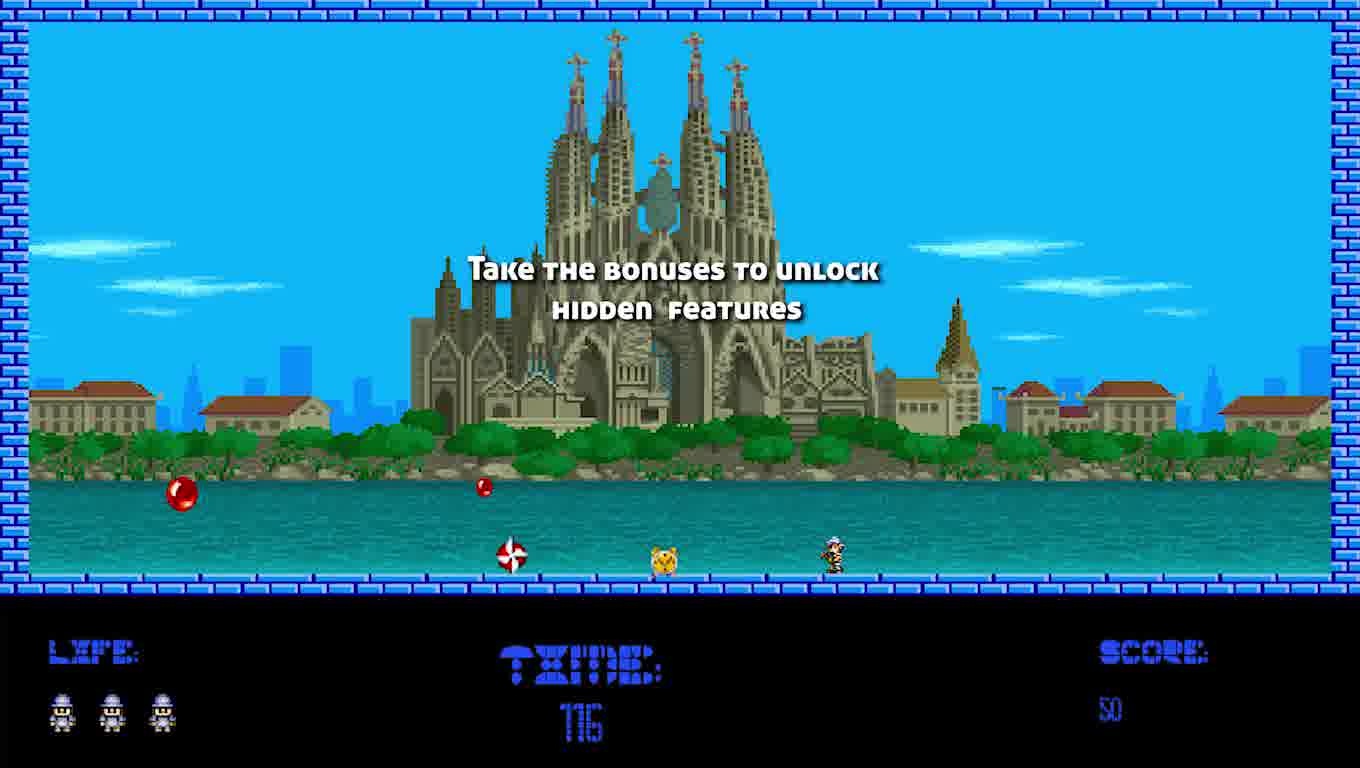 Take the bonuses to unlock
hidden features
LIFE:
TIME:
SCORE:
116
50